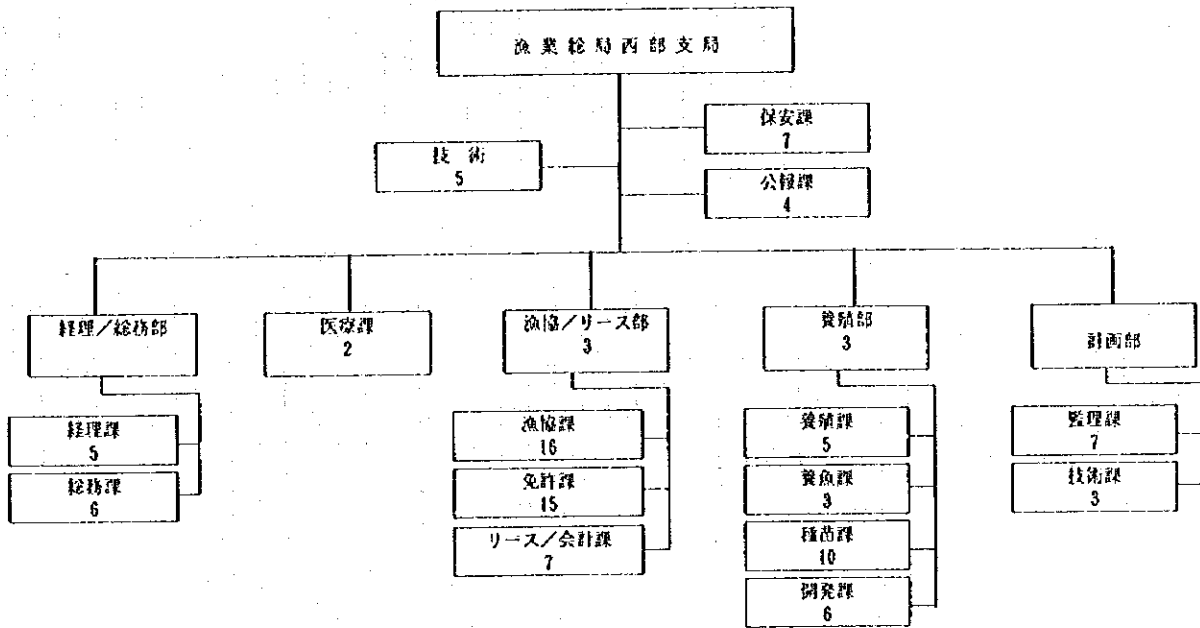 漁業総局西部支局
保安課
7
技術
5
公報課
4
経理／総務部
医療課
2
漁協／リース部
3
養殖部
3
計画部
経理課
5
総務課
6
漁協課
16
免許課
15
リース／会計課
7
養殖課
5
養魚課
3
種苗課
10
開発課
6
監理課
7
技術課
3